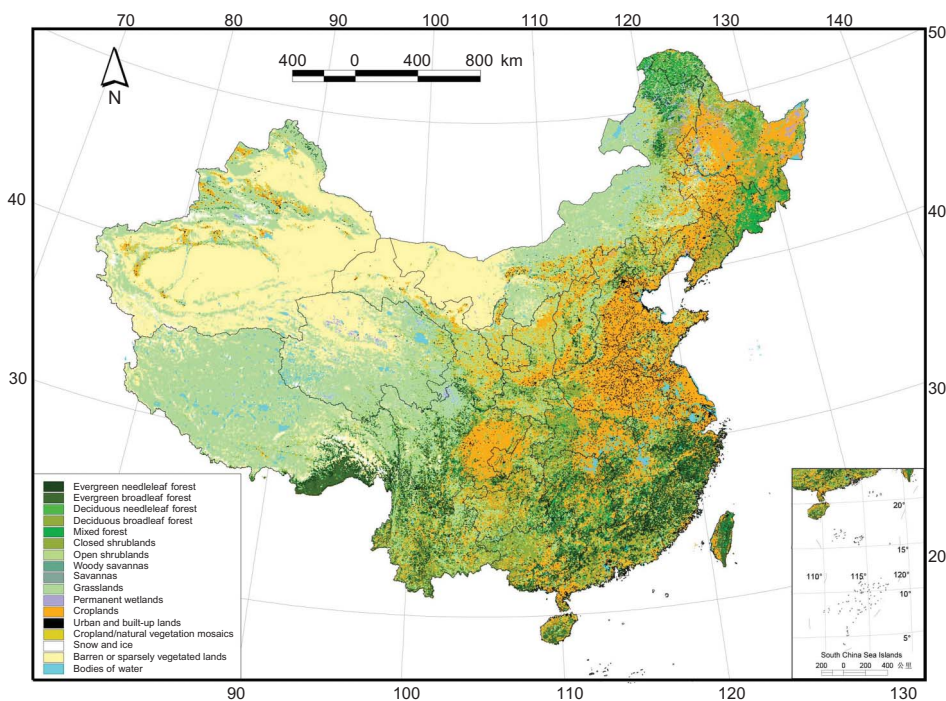 70 80 90 100 110 120 130 140
50
400 0 400 800 km
N
40
40
30
30
20
Evergreen needleleaf forest
Evergreen broadleaf forest
Deciduous needleleaf forest
Deciduous broadleaf forest
Mixed forest
Closed shrublands
Open shrublands
Woody savannas
Savannas
Grasslands
Permanent wetlands
Croplands
Urban and built-up lands
Cropland/natural vegetation mosaics
Snow and ice
Barren or sparsely vegetated lands
Bodies of water
20°
15°
110° 115° 120°
10°
5°
South China Sea Islands
200 0 200 400 公里
90 100 110 120 130